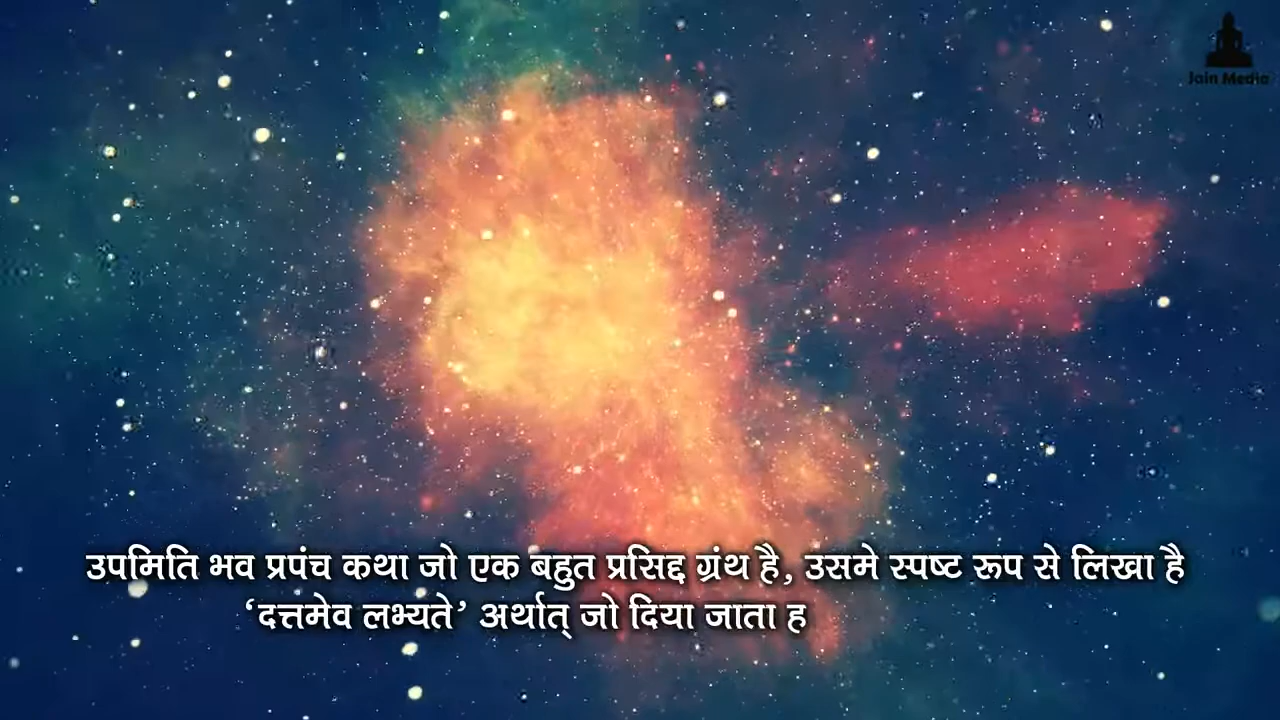 Jain Media
उपमिति भव प्रपंच कथा जो एक बहुत प्रसिद्द ग्रंथ है, उसमे स्पष्ट रूप से लिखा है
‘दत्तमेव लभ्यते’ अर्थात् जो दिया जाता ह